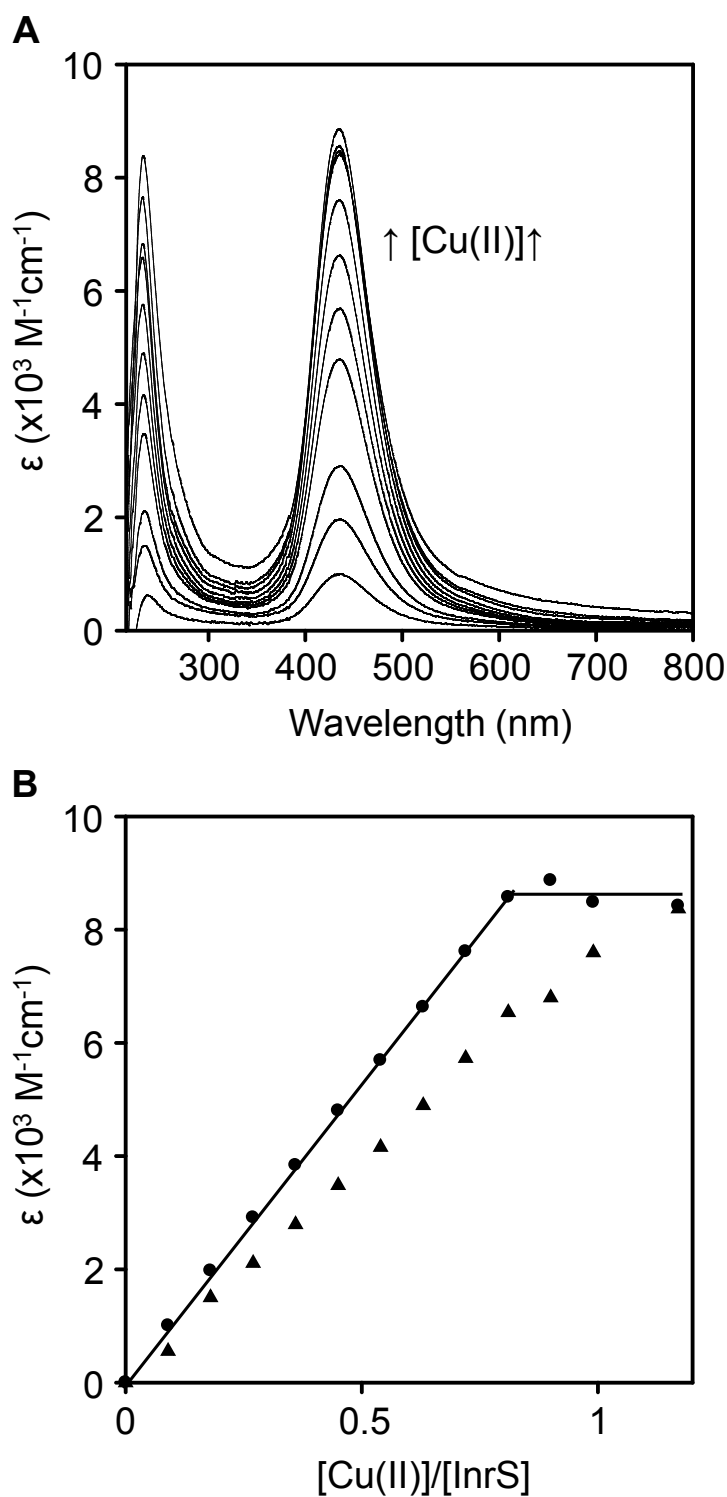 A
10
8
6
4
2
0
ε (x10³ M⁻¹cm⁻¹)
↑ [Cu(II)]↑
300 400 500 600 700 800
Wavelength (nm)
B
10
8
6
4
2
0
ε (x10³ M⁻¹cm⁻¹)
0 0.5 1
[Cu(II)]/[InrS]